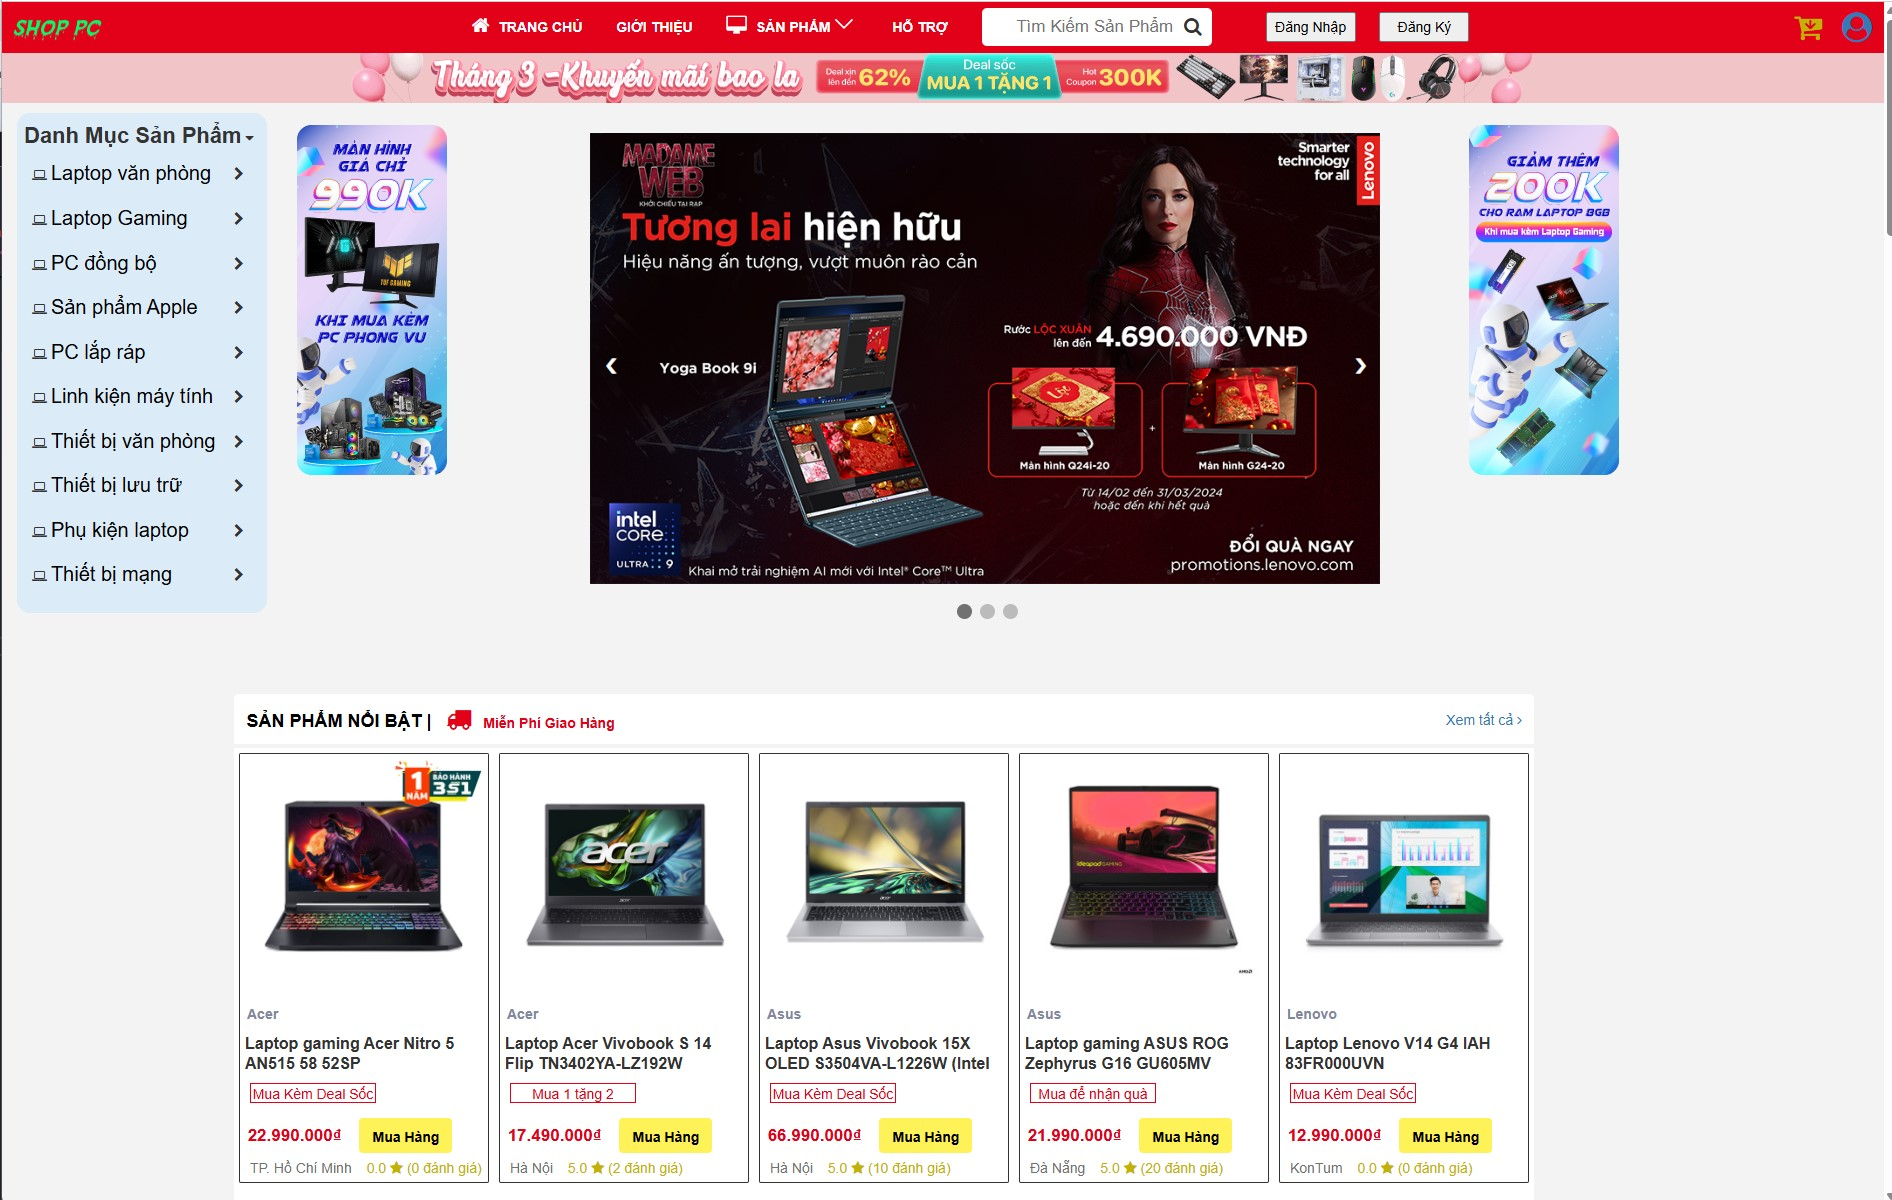 SHOP PC
TRANG CHỦ
GIỚI THIỆU
SẢN PHẨM
HỖ TRỢ
Tìm Kiếm Sản Phẩm
Đăng Nhập
Đăng Ký
Tháng 3 -Khuyến mãi bao la
Deal xịn
lên đến
62%
Deal sốc
MUA 1 TẶNG 1
Hot
Coupon
300K
Danh Mục Sản Phẩm
Laptop văn phòng
Laptop Gaming
PC đồng bộ
Sản phẩm Apple
PC lắp ráp
Linh kiện máy tính
Thiết bị văn phòng
Thiết bị lưu trữ
Phụ kiện laptop
Thiết bị mạng
MÀN HÌNH
GIÁ CHỈ
990K
TUF GAMING
KHI MUA KÈM
PC PHONG VU
MADAME
WEB
KHỞI CHIẾU TẠI RẠP
Smarter
technology
for all
Lenovo
Tương lai hiện hữu
Hiệu năng ấn tượng, vượt muôn rào cản
Yoga Book 9i
Rước LỘC XUÂN
lên đến
4.690.000 VNĐ
Lộc
+
Màn hình Q24i-20
Màn hình G24-20
Từ 14/02 đến 31/03/2024
hoặc đến khi hết quà
intel
CORE
ULTRA 9
Khai mở trải nghiệm AI mới với Intel® Core™ Ultra
ĐỔI QUÀ NGAY
promotions.lenovo.com
GIẢM THÊM
200K
CHO RAM LAPTOP 8GB
Khi mua kèm Laptop Gaming
SẢN PHẨM NỔI BẬT |
Miễn Phí Giao Hàng
Xem tất cả
1
NĂM
BẢO HÀNH
3S1
acer
acer
acer
ideapad GAMING
AMD
Acer
Laptop gaming Acer Nitro 5
AN515 58 52SP
Mua Kèm Deal Sốc
22.990.000₫
Mua Hàng
TP. Hồ Chí Minh
0.0 ★ (0 đánh giá)
Acer
Laptop Acer Vivobook S 14
Flip TN3402YA-LZ192W
Mua 1 tặng 2
17.490.000₫
Mua Hàng
Hà Nội
5.0 ★ (2 đánh giá)
Asus
Laptop Asus Vivobook 15X
OLED S3504VA-L1226W (Intel
Mua Kèm Deal Sốc
66.990.000₫
Mua Hàng
Hà Nội
5.0 ★ (10 đánh giá)
Asus
Laptop gaming ASUS ROG
Zephyrus G16 GU605MV
Mua để nhận quà
21.990.000₫
Mua Hàng
Đà Nẵng
5.0 ★ (20 đánh giá)
Lenovo
Laptop Lenovo V14 G4 IAH
83FR000UVN
Mua Kèm Deal Sốc
12.990.000₫
Mua Hàng
KonTum
0.0 ★ (0 đánh giá)